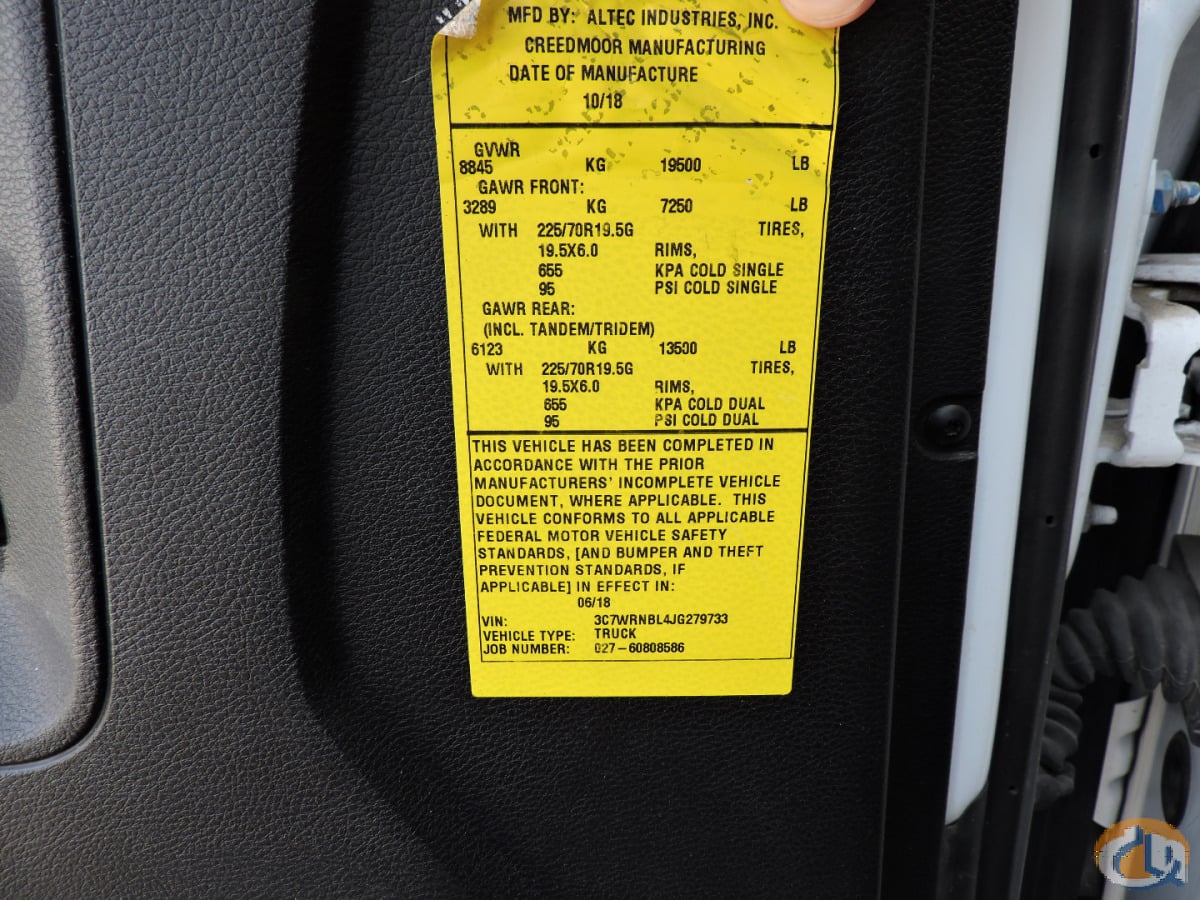 MFD BY: ALTEC INDUSTRIES, INC.
CREEDMOOR MANUFACTURING
DATE OF MANUFACTURE
10/18
GVWR
8845 KG 19500 LB
GAWR FRONT:
3289 KG 7250 LB
WITH 225/70R19.5G TIRES,
19.5X6.0 RIMS,
655 KPA COLD SINGLE
95 PSI COLD SINGLE
GAWR REAR:
(INCL. TANDEM/TRIDEM)
6123 KG 13500 LB
WITH 225/70R19.5G TIRES,
19.5X6.0 RIMS,
655 KPA COLD DUAL
95 PSI COLD DUAL
THIS VEHICLE HAS BEEN COMPLETED IN
ACCORDANCE WITH THE PRIOR
MANUFACTURERS' INCOMPLETE VEHICLE
DOCUMENT, WHERE APPLICABLE. THIS
VEHICLE CONFORMS TO ALL APPLICABLE
FEDERAL MOTOR VEHICLE SAFETY
STANDARDS, [AND BUMPER AND THEFT
PREVENTION STANDARDS, IF
APPLICABLE] IN EFFECT IN:
06/18
VIN: 3C7WRNBL4JG279733
VEHICLE TYPE: TRUCK
JOB NUMBER: 027-60808586